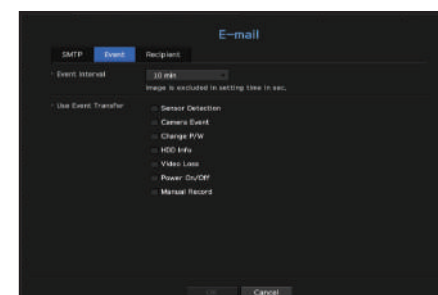 E-mail
SMTP Event Recipient
Event Interval 10 min
Image is excluded in setting time in sec.
Use Event Transfer Sensor Detection
Camera Event
Change P/W
HDD Info
Video Loss
Power On/Off
Manual Record
OK Cancel